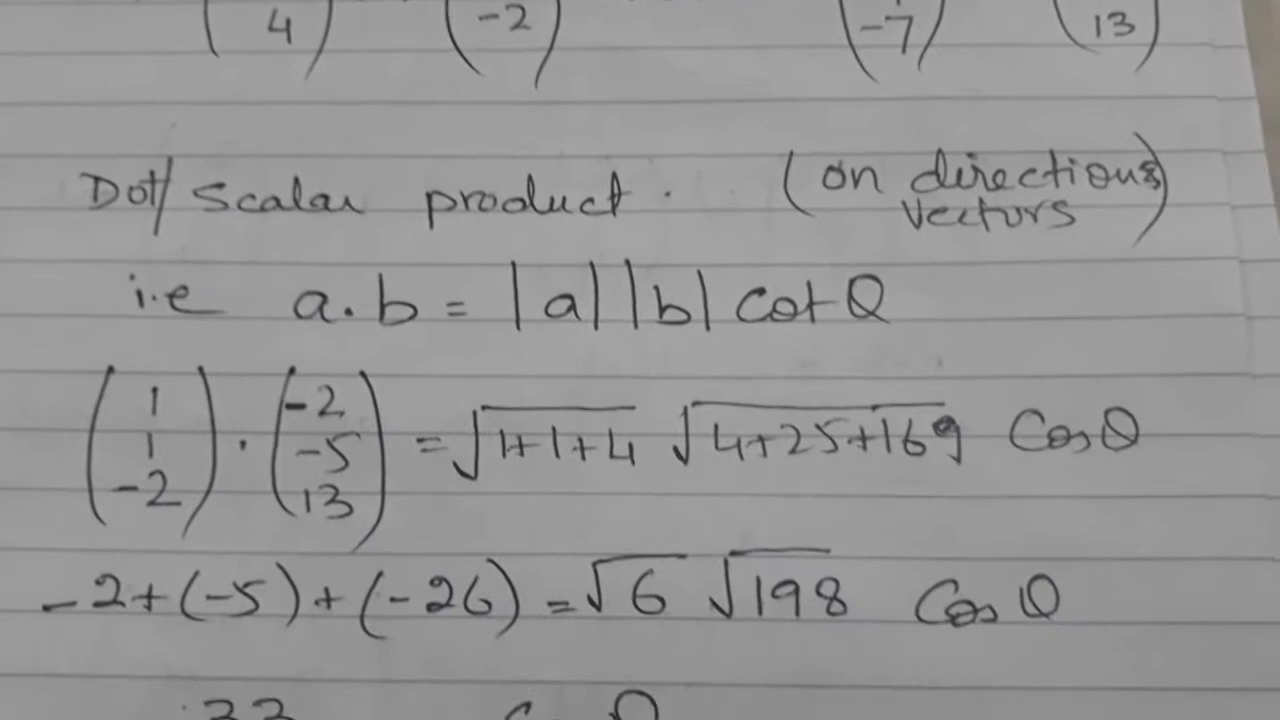 4 -2 -7 13
Dot/scalar product. (on directions vectors)
i.e a.b = |a| |b| cot θ
(1 1 -2) . (-2 -5 13) = √1+1+4 √4+25+169 Cos θ
-2+(-5)+(-26) = √6 √198 Cos θ